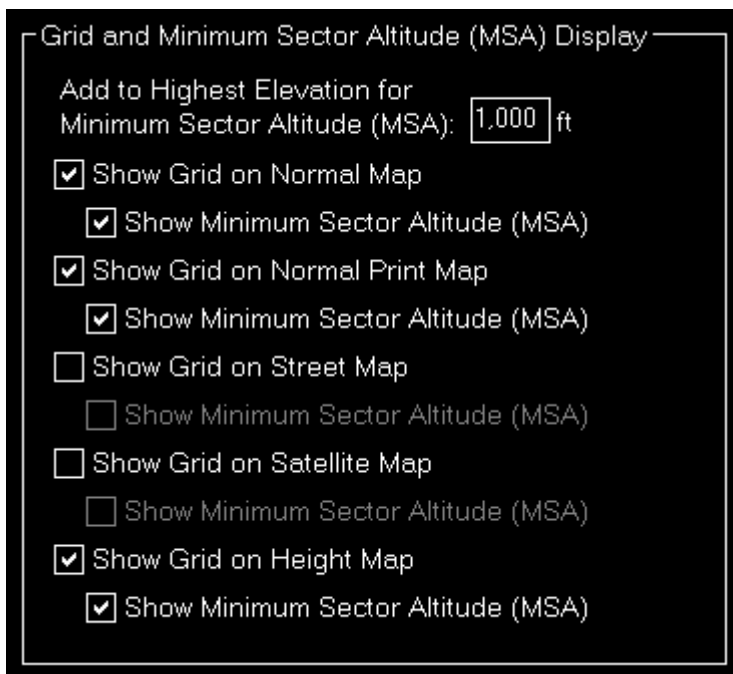 Grid and Minimum Sector Altitude (MSA) Display
Add to Highest Elevation for
Minimum Sector Altitude (MSA): 1,000 ft
Show Grid on Normal Map
Show Minimum Sector Altitude (MSA)
Show Grid on Normal Print Map
Show Minimum Sector Altitude (MSA)
Show Grid on Street Map
Show Minimum Sector Altitude (MSA)
Show Grid on Satellite Map
Show Minimum Sector Altitude (MSA)
Show Grid on Height Map
Show Minimum Sector Altitude (MSA)